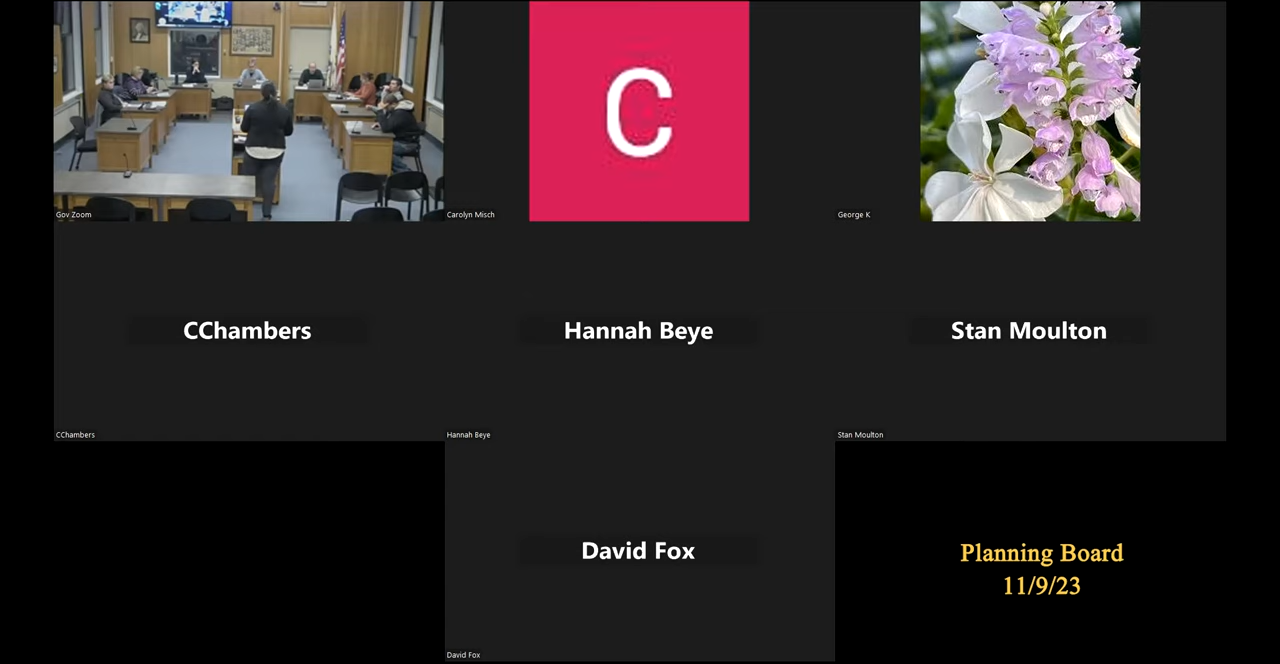 Gov Zoom
C
Carolyn Misch
George K
CChambers
CChambers
Hannah Beye
Hannah Beye
Stan Moulton
Stan Moulton
David Fox
David Fox
Planning Board
11/9/23